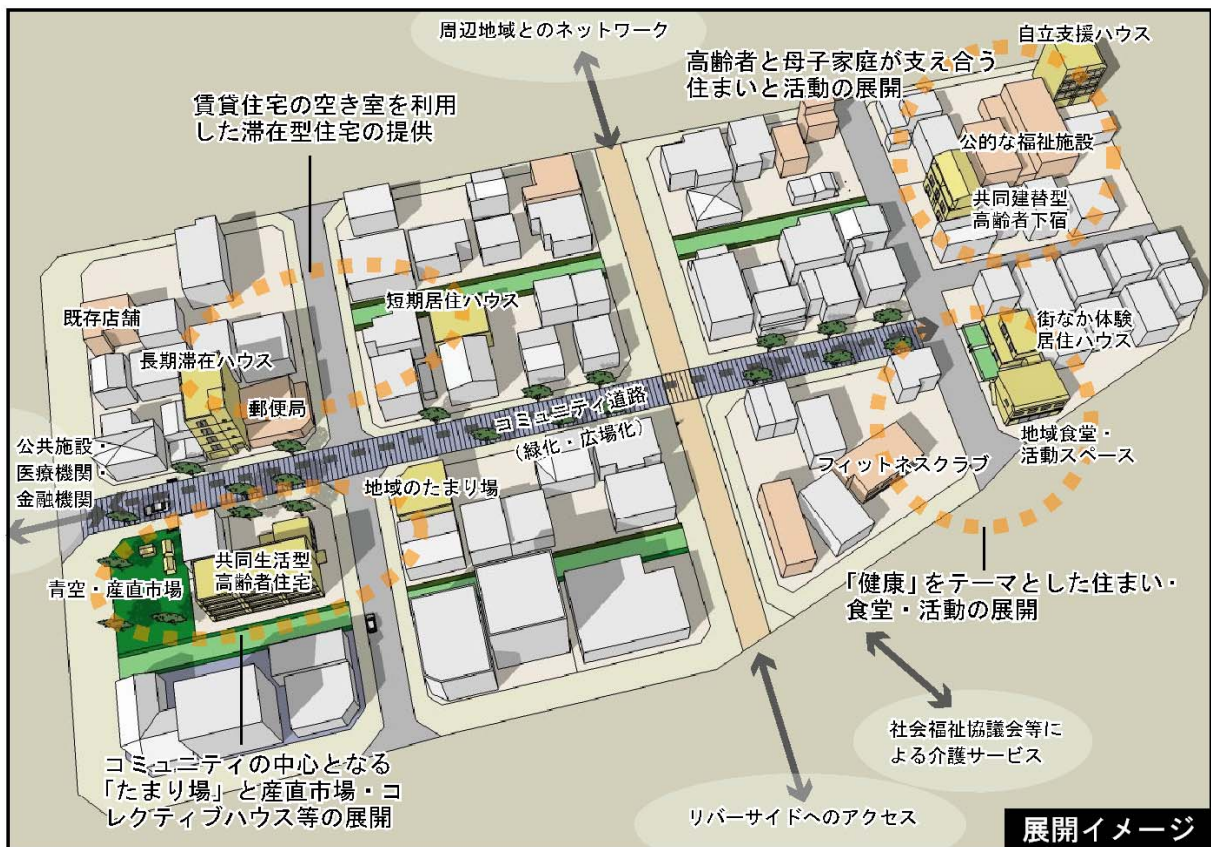 周辺地域とのネットワーク
自立支援ハウス
高齢者と母子家庭が支え合う
住まいと活動の展開
賃貸住宅の空き室を利用
した滞在型住宅の提供
公的な福祉施設
共同建替型
高齢者下宿
既存店舗
短期居住ハウス
長期滞在ハウス
街なか体験
居住ハウス
郵便局
コミュニティ道路
(緑化・広場化)
公共施設・
医療機関・
金融機関
地域のたまり場
フィットネスクラブ
地域食堂・
活動スペース
共同生活型
高齢者住宅
青空・産直市場
「健康」をテーマとした住まい・
食堂・活動の展開
社会福祉協議会等に
よる介護サービス
コミュニティの中心となる
「たまり場」と産直市場・コ
レクティブハウス等の展開
リバーサイドへのアクセス
展開イメージ